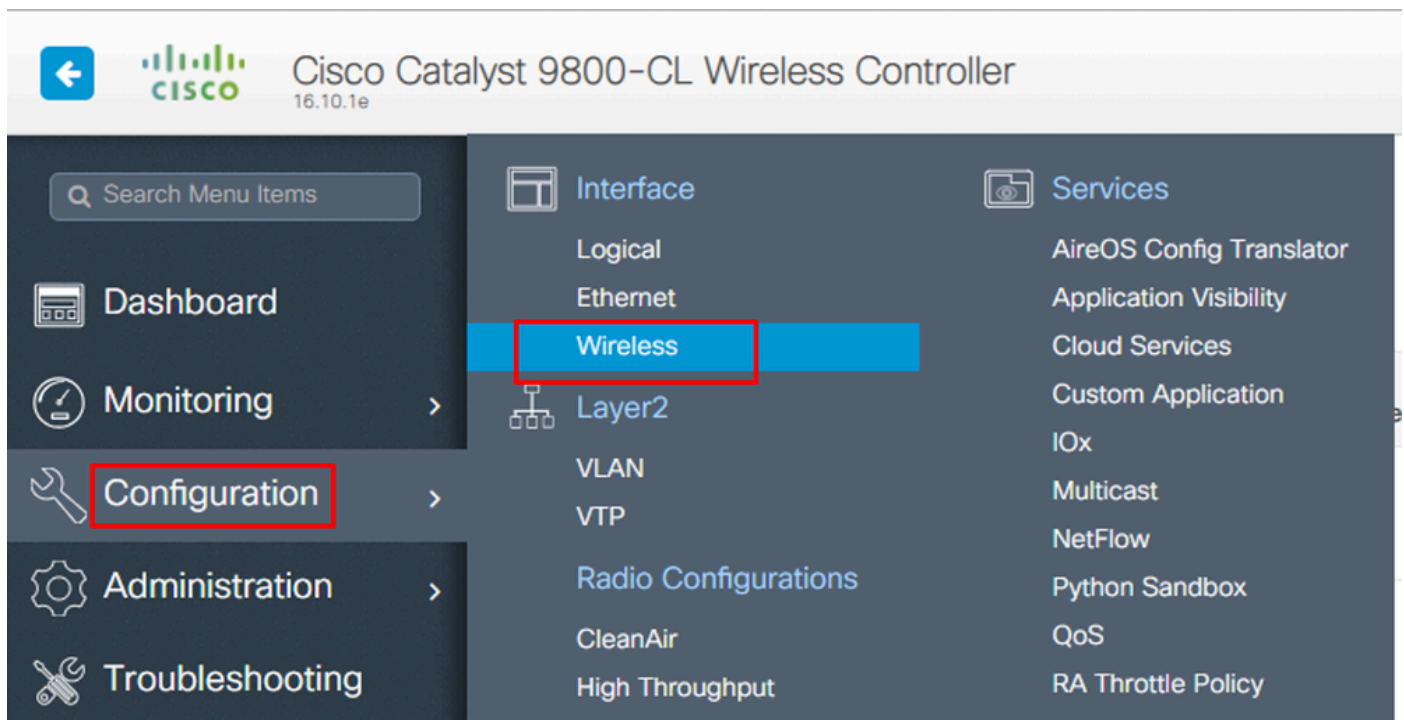 CISCO
Cisco Catalyst 9800-CL Wireless Controller
16.10.1e
Search Menu Items
Dashboard
Monitoring
Configuration
Administration
Troubleshooting
Interface
Logical
Ethernet
Wireless
Layer2
VLAN
VTP
Radio Configurations
CleanAir
High Throughput
Services
AireOS Config Translator
Application Visibility
Cloud Services
Custom Application
IOx
Multicast
NetFlow
Python Sandbox
QoS
RA Throttle Policy